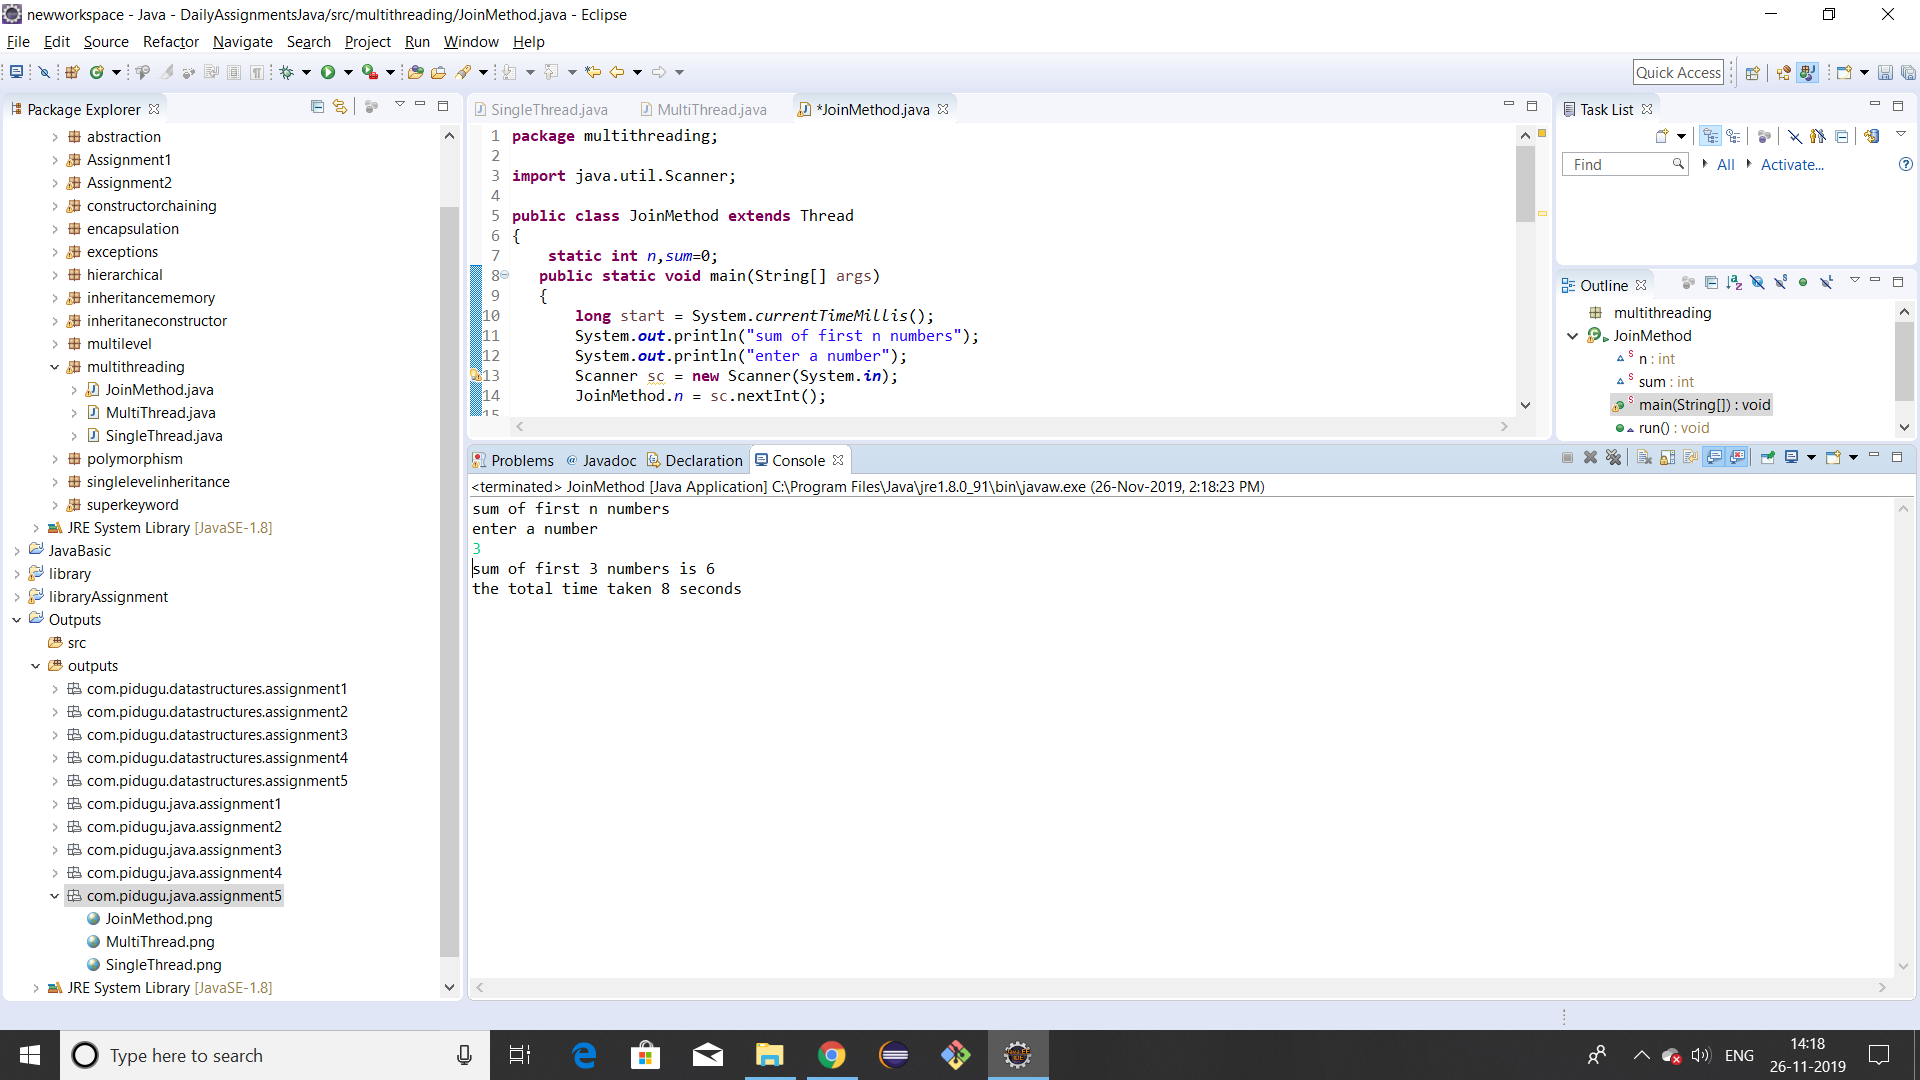 newworkspace - Java - DailyAssignmentsJava/src/multithreading/JoinMethod.java - Eclipse
File Edit Source Refactor Navigate Search Project Run Window Help
Quick Access
Package Explorer
abstraction
Assignment1
Assignment2
constructorchaining
encapsulation
exceptions
hierarchical
inheritancememory
inheritaneconstructor
multilevel
multithreading
JoinMethod.java
MultiThread.java
SingleThread.java
polymorphism
singlelevelinheritance
superkeyword
JRE System Library [JavaSE-1.8]
JavaBasic
library
libraryAssignment
Outputs
src
outputs
com.pidugu.datastructures.assignment1
com.pidugu.datastructures.assignment2
com.pidugu.datastructures.assignment3
com.pidugu.datastructures.assignment4
com.pidugu.datastructures.assignment5
com.pidugu.java.assignment1
com.pidugu.java.assignment2
com.pidugu.java.assignment3
com.pidugu.java.assignment4
com.pidugu.java.assignment5
JoinMethod.png
MultiThread.png
SingleThread.png
JRE System Library [JavaSE-1.8]
SingleThread.java MultiThread.java *JoinMethod.java
1 package multithreading;
2
3 import java.util.Scanner;
4
5 public class JoinMethod extends Thread
6 {
7 static int n,sum=0;
8 public static void main(String[] args)
9 {
10 long start = System.currentTimeMillis();
11 System.out.println("sum of first n numbers");
12 System.out.println("enter a number");
13 Scanner sc = new Scanner(System.in);
14 JoinMethod.n = sc.nextInt();
15
Task List
Find All Activate...
Outline
multithreading
JoinMethod
n : int
sum : int
main(String[]) : void
run() : void
Problems @ Javadoc Declaration Console
<terminated> JoinMethod [Java Application] C:\Program Files\Java\jre1.8.0_91\bin\javaw.exe (26-Nov-2019, 2:18:23 PM)
sum of first n numbers
enter a number
3
sum of first 3 numbers is 6
the total time taken 8 seconds
Type here to search
ENG
14:18
26-11-2019